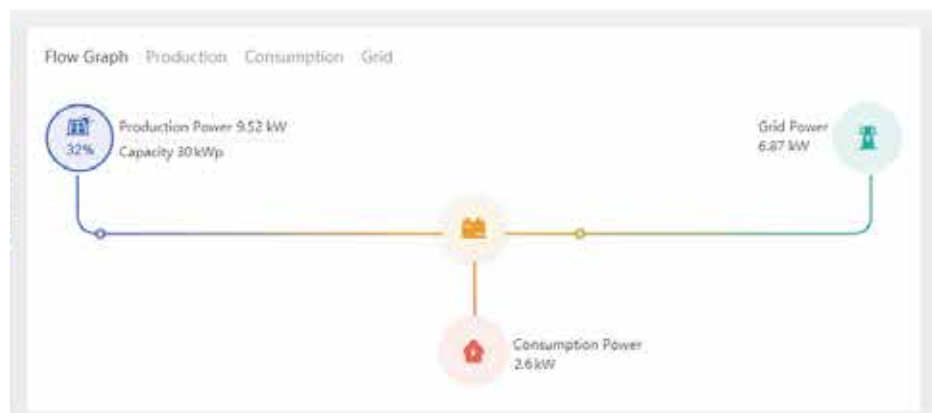 Flow Graph Production Consumption Grid
32%
Production Power 9.52 kW
Capacity 30 kWp
Grid Power
6.87 kW
Consumption Power
2.6 kW